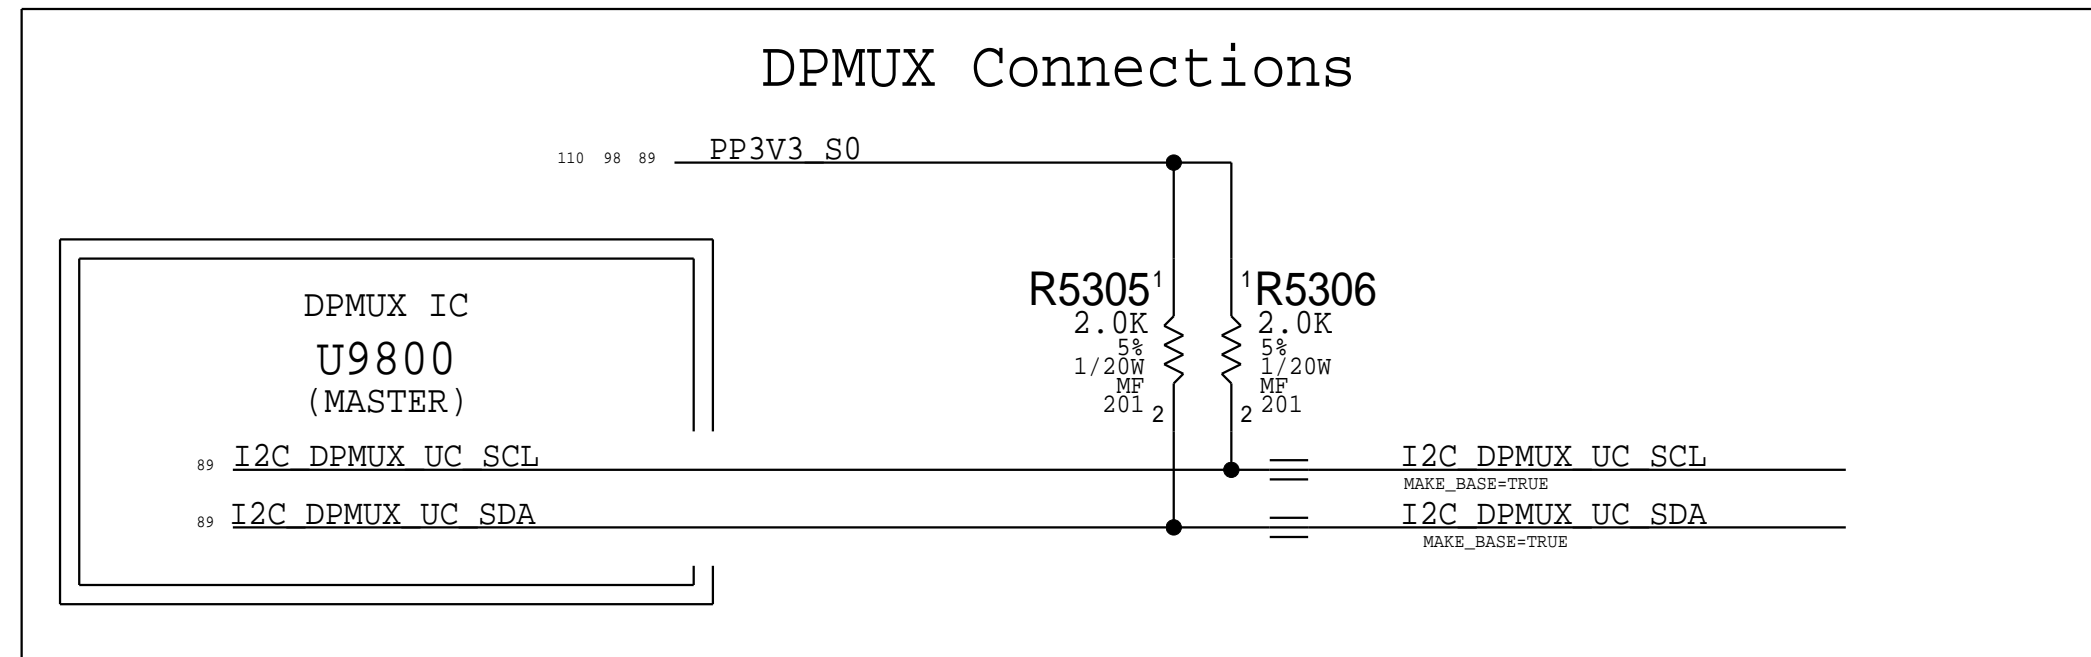 DPMUX Connections
110 98 89 PP3V3_S0
DPMUX IC
U9800
(MASTER)
R5305 1
2.0K
5%
1/20W
MF
201 2
1 R5306
2.0K
5%
1/20W
MF
2 201
89 I2C_DPMUX_UC_SCL
I2C_DPMUX_UC_SCL
MAKE_BASE=TRUE
89 I2C_DPMUX_UC_SDA
I2C_DPMUX_UC_SDA
MAKE_BASE=TRUE